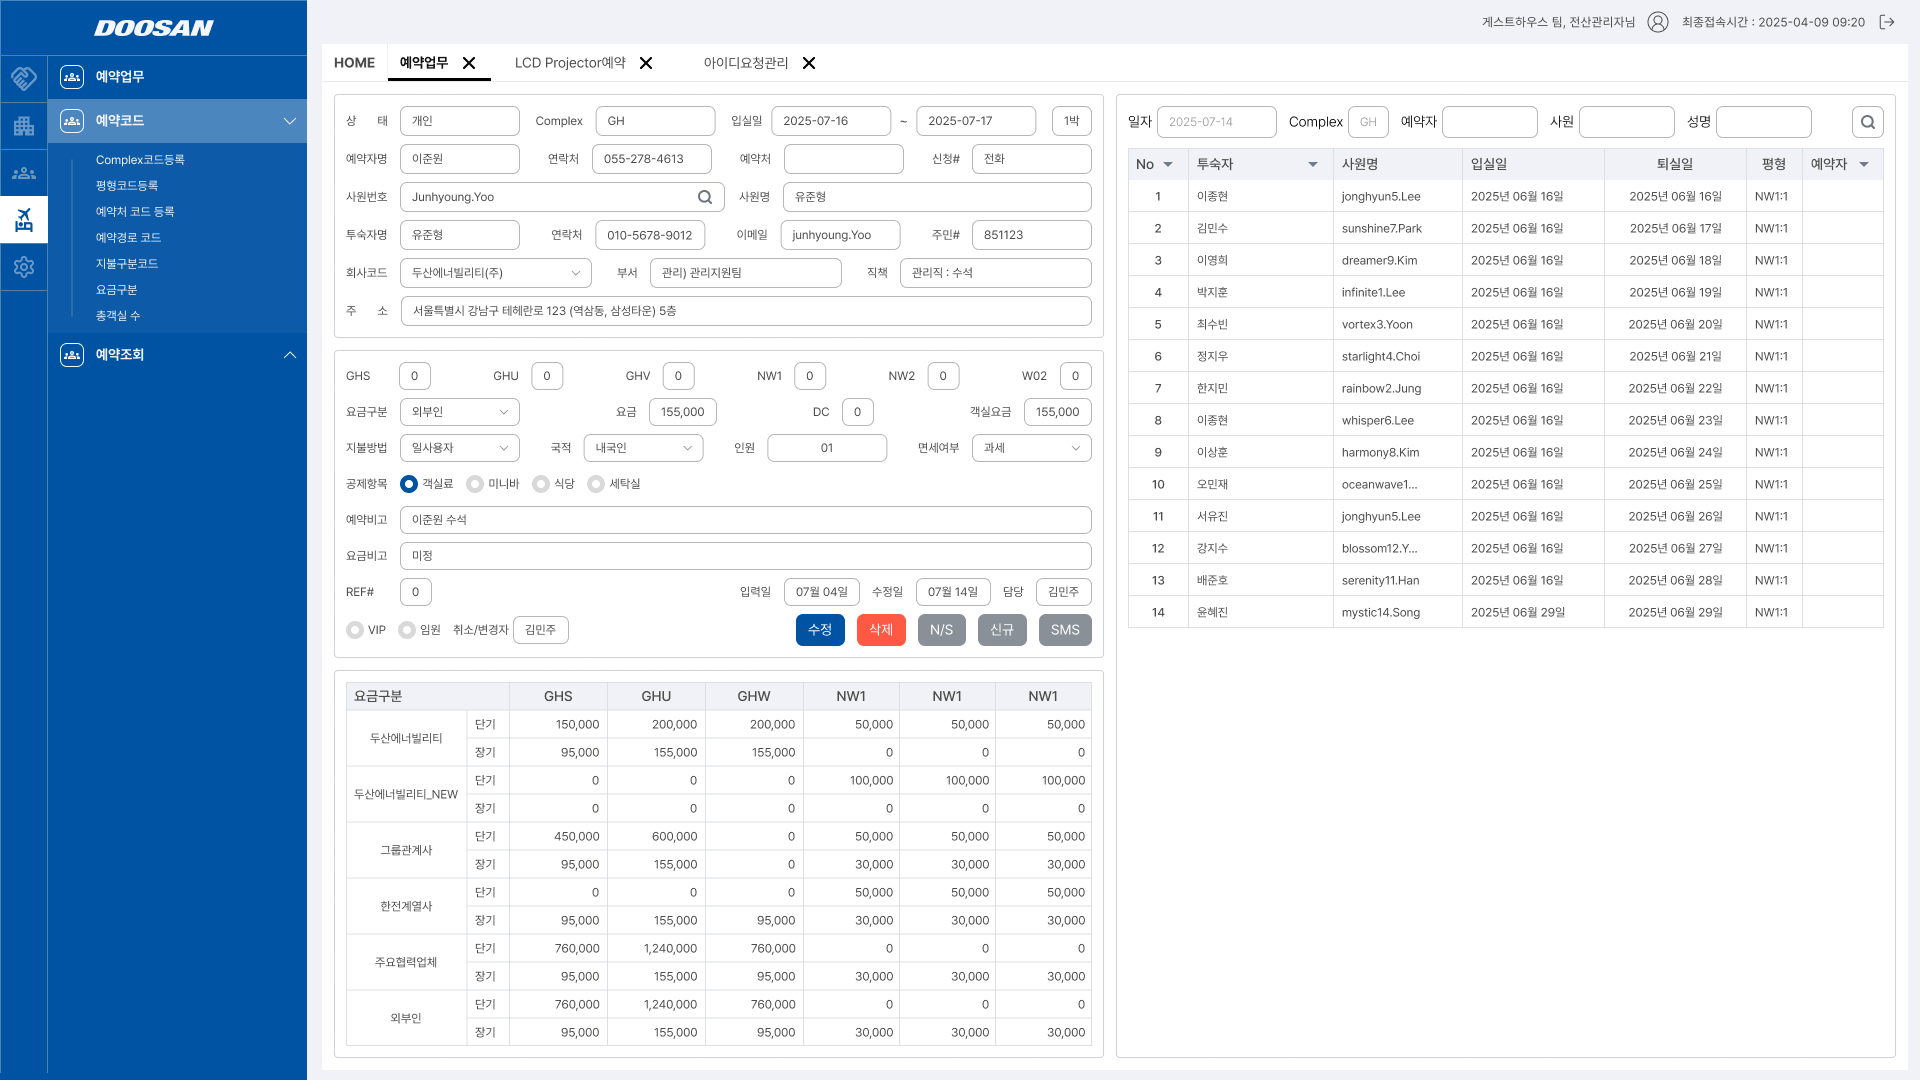 DOOSAN
게스트하우스 팀, 전산관리자님 최종접속시간 : 2025-04-09 09:20
예약업무
예약코드
Complex코드등록
평형코드등록
예약처 코드 등록
예약경로 코드
지불구분코드
요금구분
총객실 수
예약조회
HOME 예약업무 LCD Projector예약 아이디요청관리
상 태 개인 Complex GH 입실일 2025-07-16 ~ 2025-07-17 1박
예약자명 이준원 연락처 055-278-4613 예약처 신청# 전화
사원번호 Junhyoung.Yoo 사원명 유준형
투숙자명 유준형 연락처 010-5678-9012 이메일 junhyoung.Yoo 주민# 851123
회사코드 두산에너빌리티(주) 부서 관리) 관리지원팀 직책 관리직 : 수석
주 소 서울특별시 강남구 테헤란로 123 (역삼동, 삼성타운) 5층
GHS 0 GHU 0 GHV 0 NW1 0 NW2 0 W02 0
요금구분 외부인 요금 155,000 DC 0 객실요금 155,000
지불방법 일사용자 국적 내국인 인원 01 면세여부 과세
공제항목 객실료 미니바 식당 세탁실
예약비고 이준원 수석
요금비고 미정
REF# 0 입력일 07월 04일 수정일 07월 14일 담당 김민주
VIP 임원 취소/변경자 김민주 수정 삭제 N/S 신규 SMS
요금구분 GHS GHU GHW NW1 NW1 NW1
두산에너빌리티 단기 150,000 200,000 200,000 50,000 50,000 50,000
장기 95,000 155,000 155,000 0 0 0
두산에너빌리티_NEW 단기 0 0 0 100,000 100,000 100,000
장기 0 0 0 0 0 0
그룹관계사 단기 450,000 600,000 0 50,000 50,000 50,000
장기 95,000 155,000 0 30,000 30,000 30,000
한전계열사 단기 0 0 0 50,000 50,000 50,000
장기 95,000 155,000 95,000 30,000 30,000 30,000
주요협력업체 단기 760,000 1,240,000 760,000 0 0 0
장기 95,000 155,000 95,000 30,000 30,000 30,000
외부인 단기 760,000 1,240,000 760,000 0 0 0
장기 95,000 155,000 95,000 30,000 30,000 30,000
일자 2025-07-14 Complex GH 예약자 사원 성명
No 투숙자 사원명 입실일 퇴실일 평형 예약자
1 이종현 jonghyun5.Lee 2025년 06월 16일 2025년 06월 16일 NW1:1
2 김민수 sunshine7.Park 2025년 06월 16일 2025년 06월 17일 NW1:1
3 이영희 dreamer9.Kim 2025년 06월 16일 2025년 06월 18일 NW1:1
4 박지훈 infinite1.Lee 2025년 06월 16일 2025년 06월 19일 NW1:1
5 최수빈 vortex3.Yoon 2025년 06월 16일 2025년 06월 20일 NW1:1
6 정지우 starlight4.Choi 2025년 06월 16일 2025년 06월 21일 NW1:1
7 한지민 rainbow2.Jung 2025년 06월 16일 2025년 06월 22일 NW1:1
8 이종현 whisper6.Lee 2025년 06월 16일 2025년 06월 23일 NW1:1
9 이상훈 harmony8.Kim 2025년 06월 16일 2025년 06월 24일 NW1:1
10 오민재 oceanwave1... 2025년 06월 16일 2025년 06월 25일 NW1:1
11 서유진 jonghyun5.Lee 2025년 06월 16일 2025년 06월 26일 NW1:1
12 강지수 blossom12.Y... 2025년 06월 16일 2025년 06월 27일 NW1:1
13 배준호 serenity11.Han 2025년 06월 16일 2025년 06월 28일 NW1:1
14 윤혜진 mystic14.Song 2025년 06월 29일 2025년 06월 29일 NW1:1